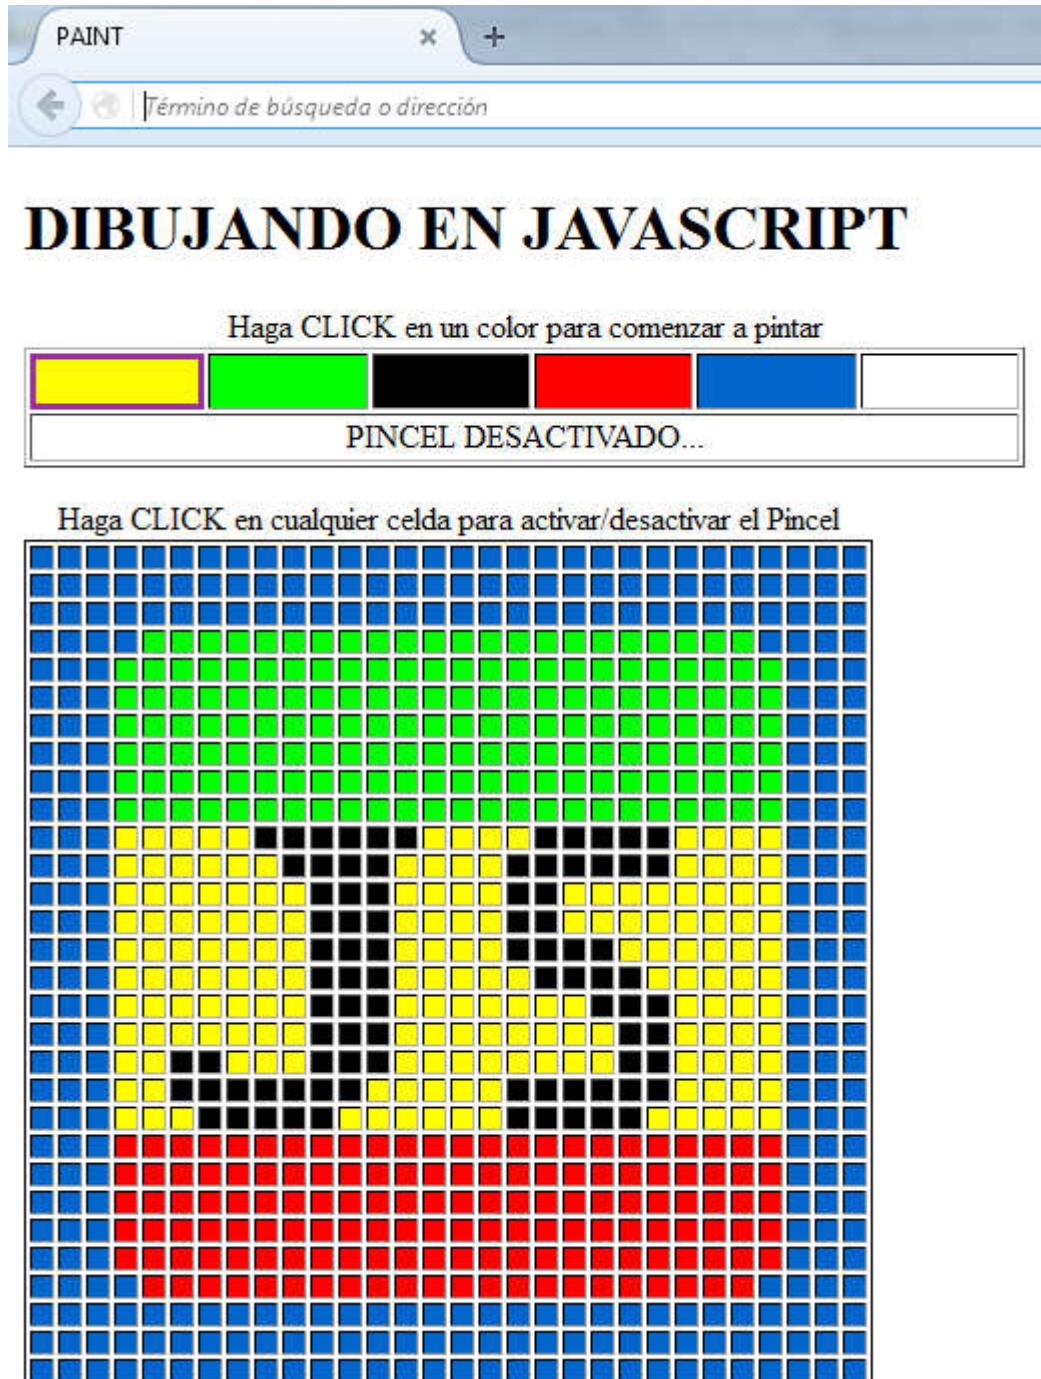 PAINT
Término de búsqueda o dirección
DIBUJANDO EN JAVASCRIPT
Haga CLICK en un color para comenzar a pintar
PINCEL DESACTIVADO...
Haga CLICK en cualquier celda para activar/desactivar el Pincel
JS